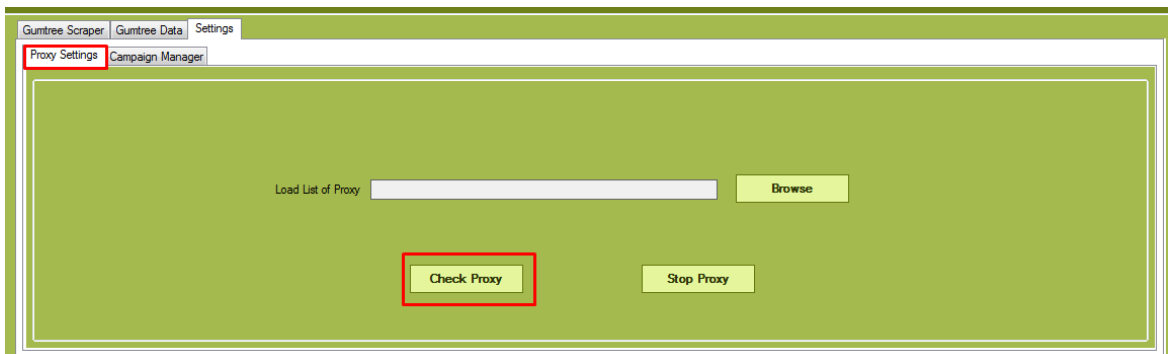 Gumtree Scraper Gumtree Data Settings
Proxy Settings Campaign Manager
Load List of Proxy Browse
Check Proxy Stop Proxy